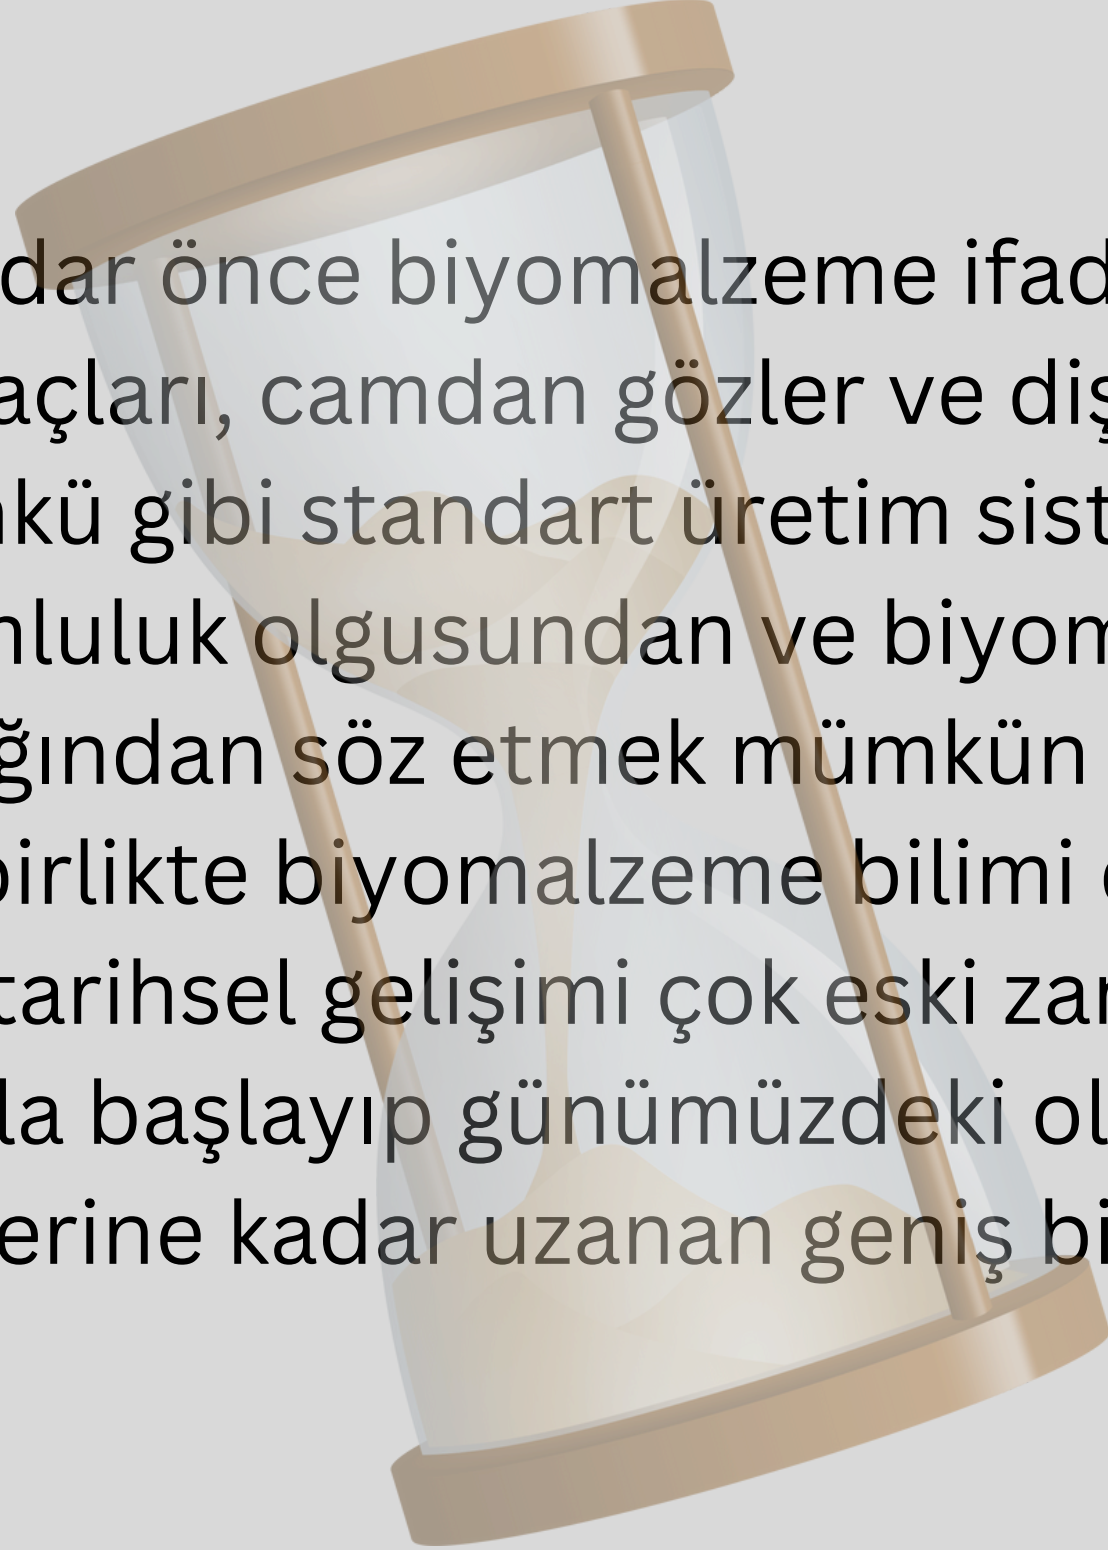 dar önce biyomalzeme ifad
açları, camdan gözler ve diş
nkü gibi standart üretim sist
luluk olgusundan ve biyom
ğından söz etmek mümkün
birlikte biyomalzeme bilimi
tarihsel gelişimi çok eski zar
la başlayıp günümüzdeki ol
erine kadar uzanan geniş bi